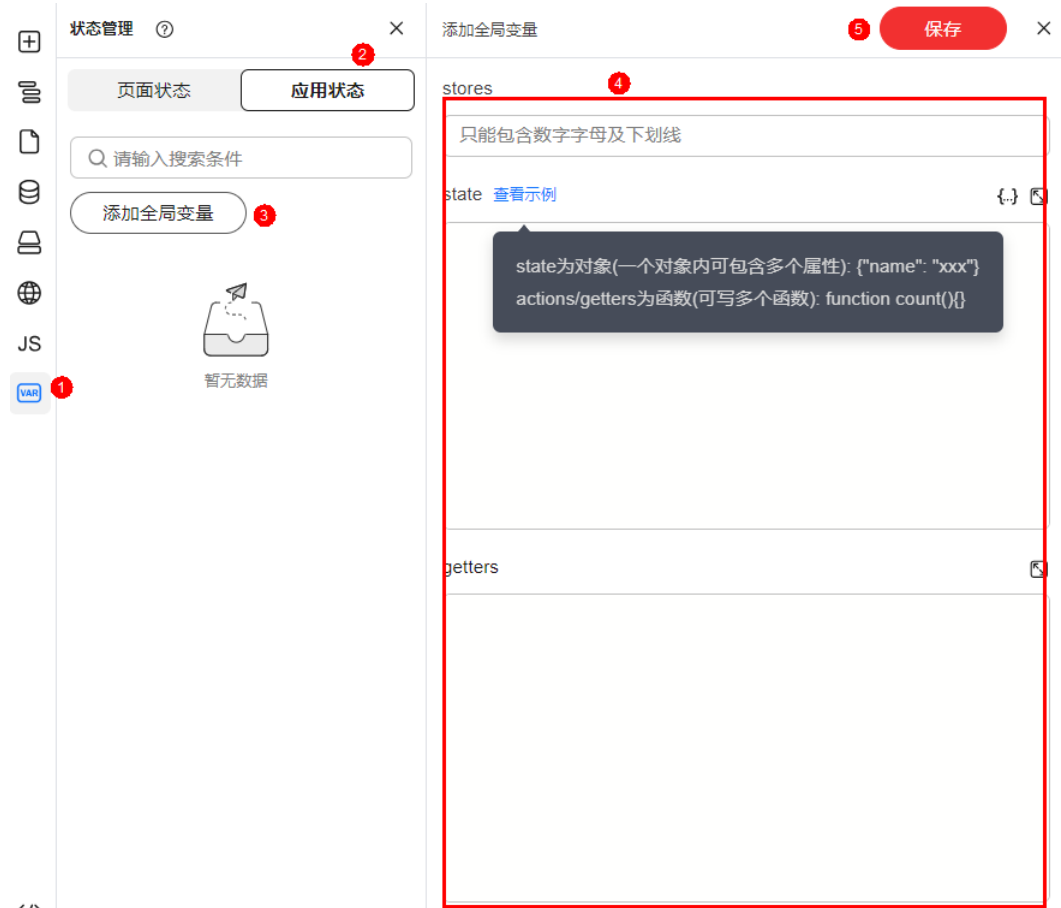 状态管理
页面状态
2
应用状态
请输入搜索条件
添加全局变量
3
暂无数据
JS
VAR
1
添加全局变量
5
保存
stores
4
只能包含数字字母及下划线
state 查看示例
{..}
state为对象(一个对象内可包含多个属性): {"name": "xxx"}
actions/getters为函数(可写多个函数): function count(){}
getters